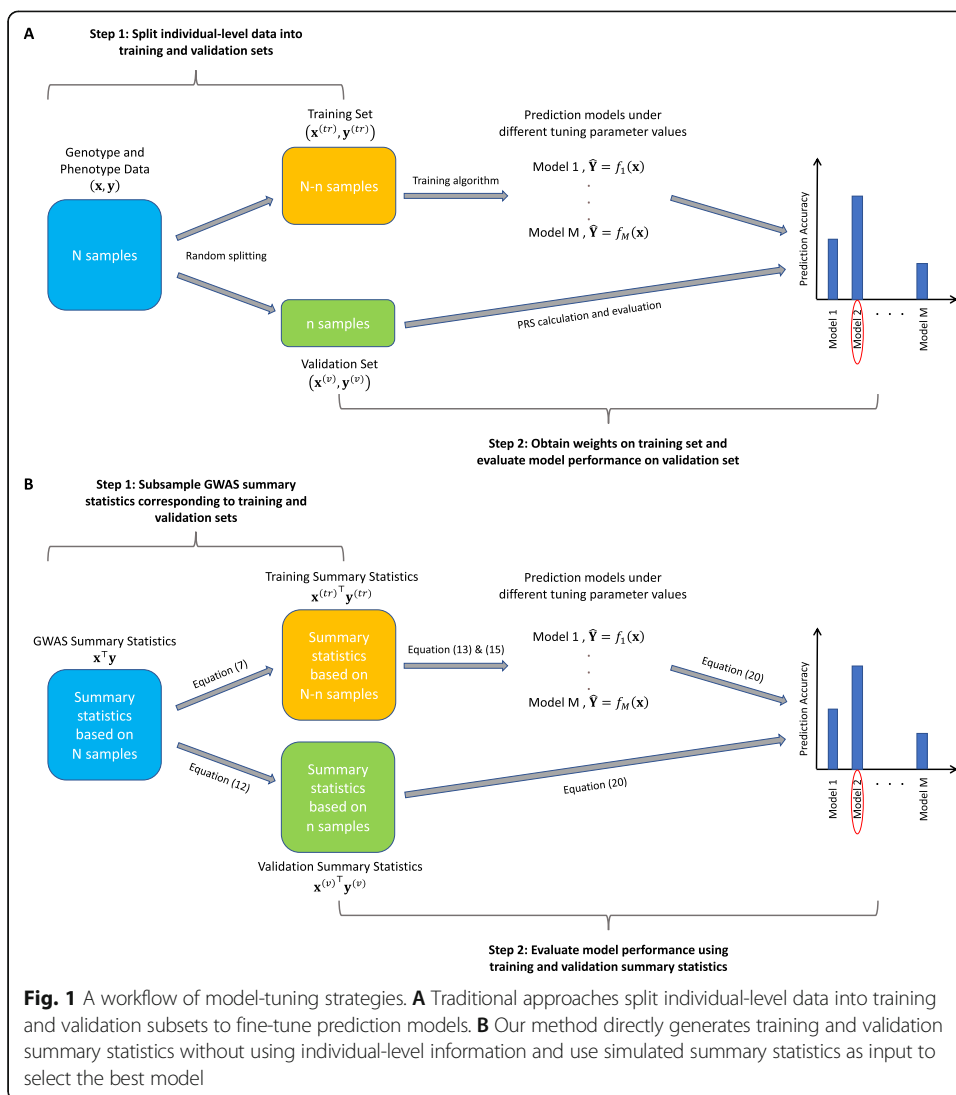 A
Step 1: Split individual-level data into
training and validation sets
Training Set
(x^(tr), y^(tr))
Prediction models under
different tuning parameter values
Genotype and
Phenotype Data
(x, y)
N samples
N-n samples
Training algorithm
Model 1 , Ŷ = f₁(x)
.
.
.
Model M , Ŷ = f_M(x)
Random splitting
n samples
PRS calculation and evaluation
Validation Set
(x^(v), y^(v))
Prediction Accuracy
Model 1
Model 2
. . .
Model M
Step 2: Obtain weights on training set and
evaluate model performance on validation set
B
Step 1: Subsample GWAS summary
statistics corresponding to training and
validation sets
Training Summary Statistics
x^(tr)⊤ y^(tr)
Prediction models under
different tuning parameter values
GWAS Summary Statistics
x⊤y
Summary
statistics
based on
N samples
Equation (7)
Equation (12)
Summary
statistics
based on
N-n samples
Equation (13) & (15)
Model 1 , Ŷ = f₁(x)
.
.
.
Model M , Ŷ = f_M(x)
Equation (20)
Summary
statistics
based on
n samples
Equation (20)
Validation Summary Statistics
x^(v)⊤ y^(v)
Prediction Accuracy
Model 1
Model 2
. . .
Model M
Step 2: Evaluate model performance using
training and validation summary statistics
Fig. 1 A workflow of model-tuning strategies. A Traditional approaches split individual-level data into training
and validation subsets to fine-tune prediction models. B Our method directly generates training and validation
summary statistics without using individual-level information and use simulated summary statistics as input to
select the best model